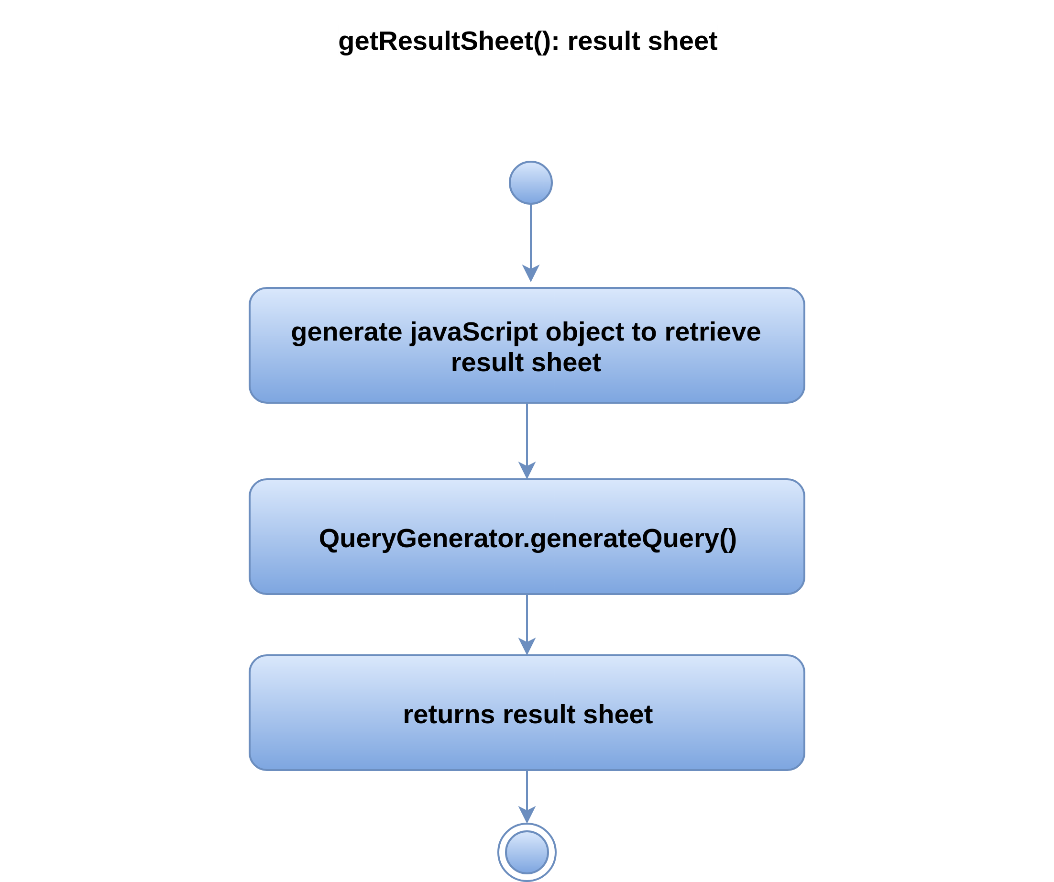 getResultSheet(): result sheet
generate javaScript object to retrieve
result sheet
QueryGenerator.generateQuery()
returns result sheet